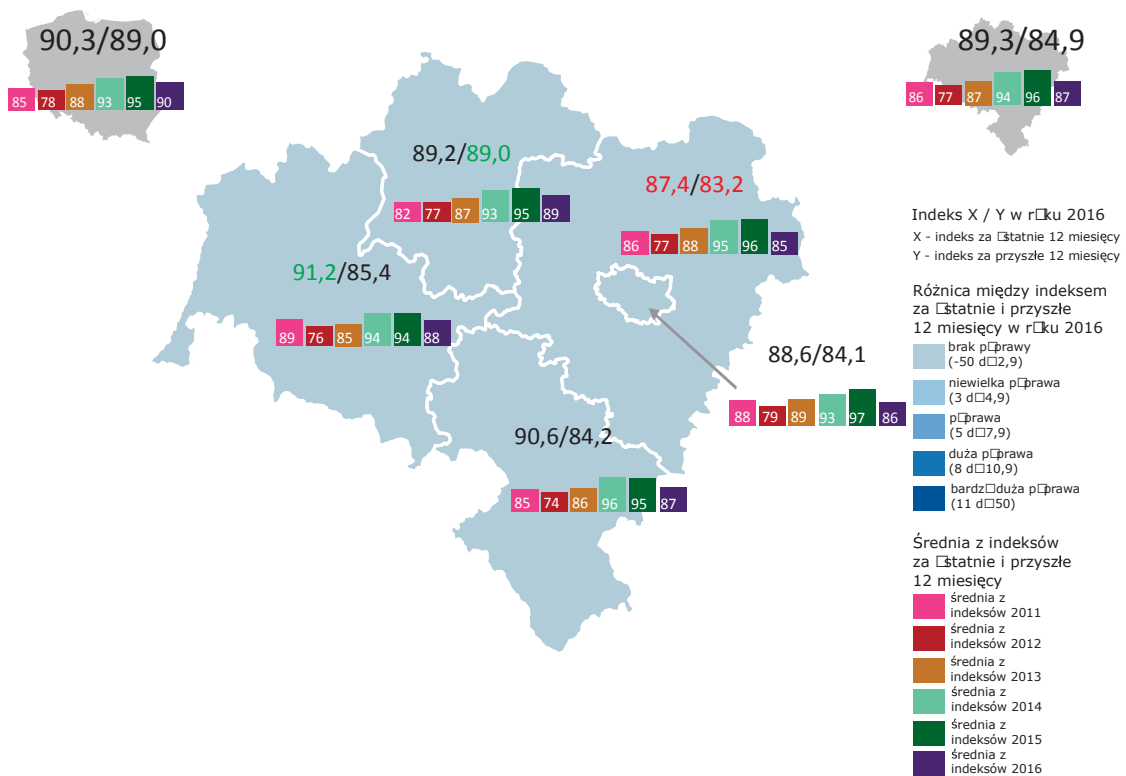 90,3/89,0
85 78 88 93 95 90
89,3/84,9
86 77 87 94 96 87
89,2/89,0
82 77 87 93 95 89
87,4/83,2
86 77 88 95 96 85
91,2/85,4
89 76 85 94 94 88
88,6/84,1
88 79 89 93 97 86
90,6/84,2
85 74 86 96 95 87
Indeks X / Y w r□ku 2016
X - indeks za □statnie 12 miesięcy
Y - indeks za przyszłe 12 miesięcy
Różnica między indeksem
za □statnie i przyszłe
12 miesięcy w r□ku 2016
brak p□prawy
(-50 d□2,9)
niewielka p□prawa
(3 d□4,9)
p□prawa
(5 d□7,9)
duża p□prawa
(8 d□10,9)
bardz□duża p□prawa
(11 d□50)
Średnia z indeksów
za □statnie i przyszłe
12 miesięcy
średnia z
indeksów 2011
średnia z
indeksów 2012
średnia z
indeksów 2013
średnia z
indeksów 2014
średnia z
indeksów 2015
średnia z
indeksów 2016